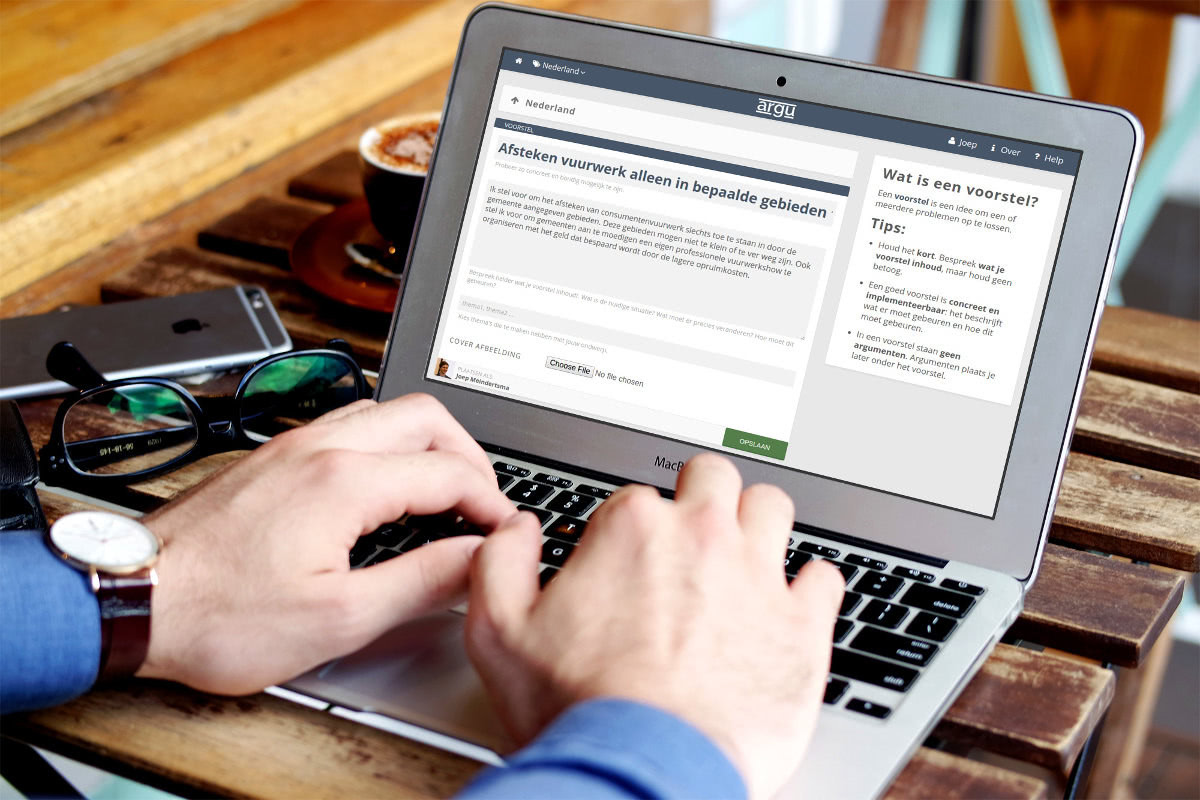 Nederland
argu
Joep
Over
? Help
Nederland
VOORSTEL
Afsteken vuurwerk alleen in bepaalde gebieden
Probeer zo concreet en bondig mogelijk te zijn.
Ik stel voor om het afsteken van consumentenvuurwerk slechts toe te staan in door de
gemeente aangegeven gebieden. Deze gebieden mogen niet te klein of te ver weg zijn. Ook
stel ik voor om gemeenten aan te moedigen een eigen professionele vuurwerkshow te
organiseren met het geld dat bespaard wordt door de lagere opruimkosten.
Bespreek helder wat je voorstel inhoudt. Wat is de huidige situatie? Wat moet er precies veranderen? Hoe moet dit
gebeuren?
thema1, thema2 ...
Kies thema's die te maken hebben met jouw onderwerp.
COVER AFBEELDING
Choose File No file chosen
PLAATSEN ALS:
Joep Meindertsma
OPSLAAN
Wat is een voorstel?
Een voorstel is een idee om een of
meerdere problemen op te lossen.
Tips:
• Houd het kort. Bespreek wat je
voorstel inhoud, maar houd geen
betoog.
• Een goed voorstel is concreet en
implementeerbaar: het beschrijft
wat er moet gebeuren en hoe dit
moet gebeuren.
• In een voorstel staan geen
argumenten. Argumenten plaats je
later onder het voorstel.
MacB
$
4
%
5
T
G
+
=
delete
return
shift